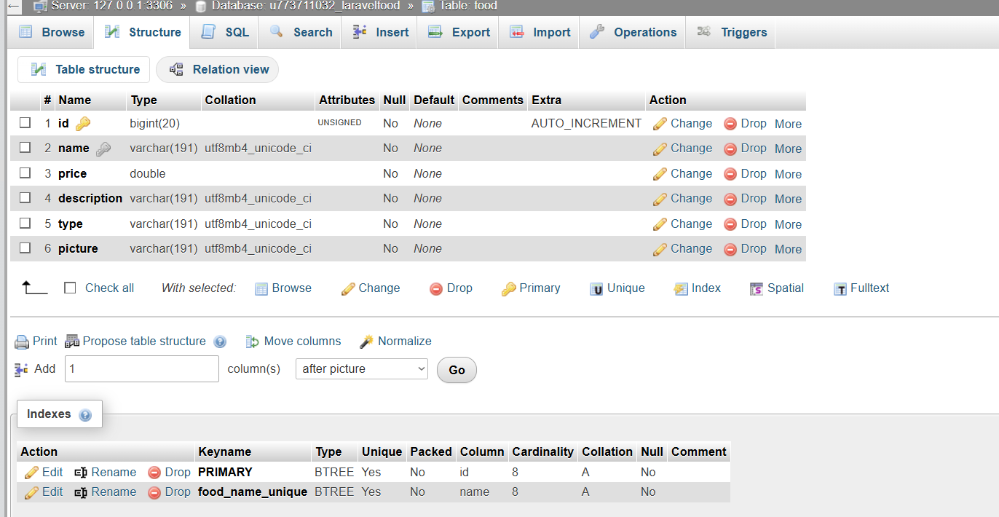 Server: 127.0.0.1:3306 » Database: u773711032_laravelfood » Table: food
Browse Structure SQL Search Insert Export Import Operations Triggers
Table structure Relation view
# Name Type Collation Attributes Null Default Comments Extra Action
1 id bigint(20) UNSIGNED No None AUTO_INCREMENT Change Drop More
2 name varchar(191) utf8mb4_unicode_ci No None Change Drop More
3 price double No None Change Drop More
4 description varchar(191) utf8mb4_unicode_ci No None Change Drop More
5 type varchar(191) utf8mb4_unicode_ci No None Change Drop More
6 picture varchar(191) utf8mb4_unicode_ci No None Change Drop More
Check all With selected: Browse Change Drop Primary Unique Index Spatial Fulltext
Print Propose table structure Move columns Normalize
Add 1 column(s) after picture Go
Indexes
Action Keyname Type Unique Packed Column Cardinality Collation Null Comment
Edit Rename Drop PRIMARY BTREE Yes No id 8 A No
Edit Rename Drop food_name_unique BTREE Yes No name 8 A No